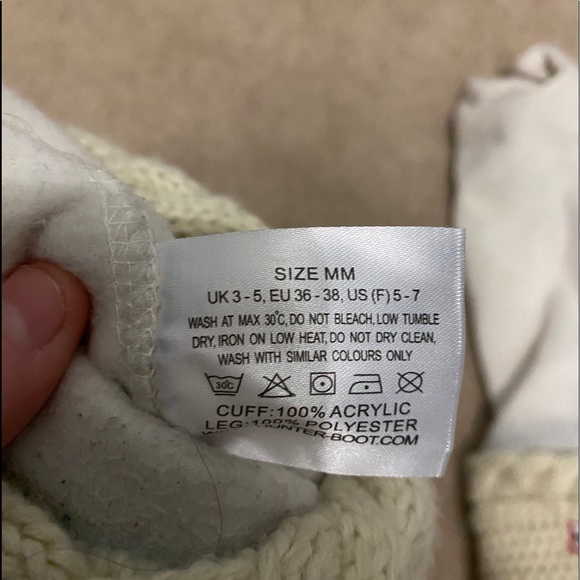 SIZE MM
UK 3 - 5, EU 36 - 38, US (F) 5 - 7
WASH AT MAX 30°C, DO NOT BLEACH, LOW TUMBLE
DRY, IRON ON LOW HEAT, DO NOT DRY CLEAN,
WASH WITH SIMILAR COLOURS ONLY
30°C
CUFF: 100% ACRYLIC
LEG: 100% POLYESTER
WWW.HUNTER-BOOT.COM